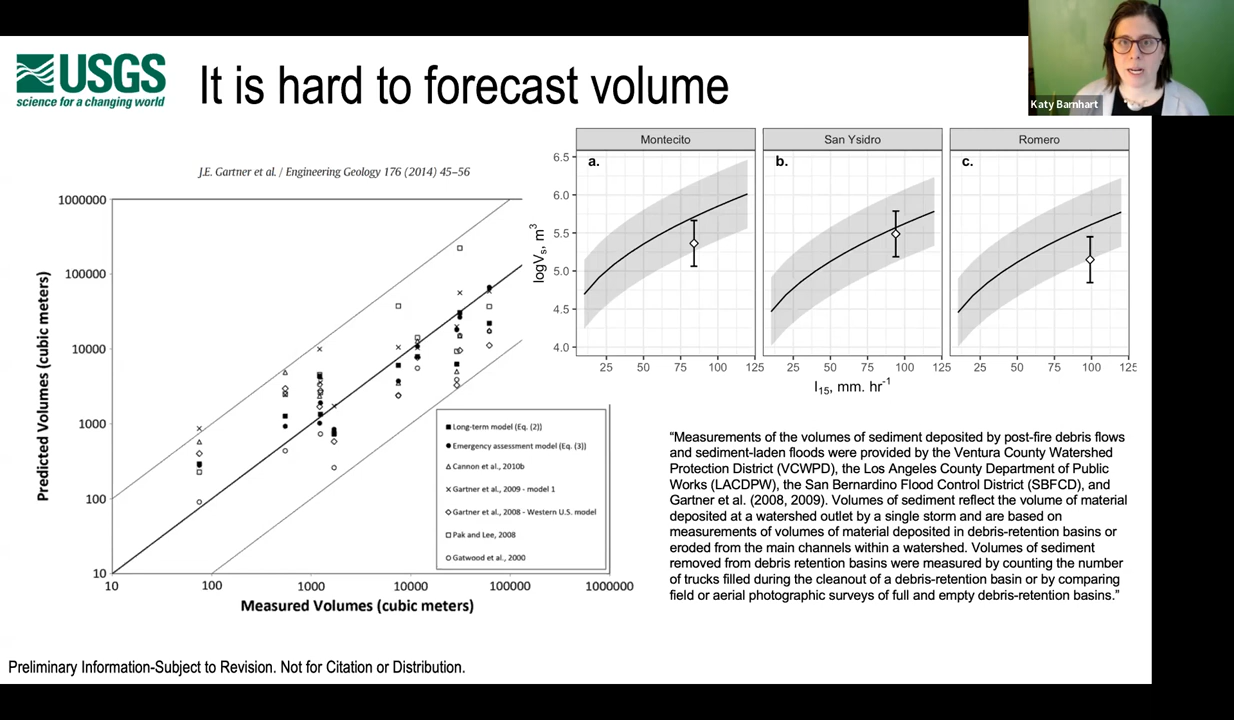 USGS
science for a changing world
It is hard to forecast volume
Katy Barnhart
J.E. Gartner et al. / Engineering Geology 176 (2014) 45–56
Predicted Volumes (cubic meters)
1000000
100000
10000
1000
100
10
10
100
1000
10000
100000
1000000
Measured Volumes (cubic meters)
Long-term model (Eq. (2))
Emergency assessment model (Eq. (3))
Cannon et al., 2010b
Gartner et al., 2009 - model 1
Gartner et al., 2008 - Western U.S. model
Pak and Lee, 2008
Gatwood et al., 2000
Montecito
San Ysidro
Romero
a.
b.
c.
logVs, m3
6.5
6.0
5.5
5.0
4.5
4.0
25 50 75 100 125
25 50 75 100 125
25 50 75 100 125
I15, mm. hr-1
“Measurements of the volumes of sediment deposited by post-fire debris flows
and sediment-laden floods were provided by the Ventura County Watershed
Protection District (VCWPD), the Los Angeles County Department of Public
Works (LACDPW), the San Bernardino Flood Control District (SBFCD), and
Gartner et al. (2008, 2009). Volumes of sediment reflect the volume of material
deposited at a watershed outlet by a single storm and are based on
measurements of volumes of material deposited in debris-retention basins or
eroded from the main channels within a watershed. Volumes of sediment
removed from debris retention basins were measured by counting the number
of trucks filled during the cleanout of a debris-retention basin or by comparing
field or aerial photographic surveys of full and empty debris-retention basins.”
Preliminary Information-Subject to Revision. Not for Citation or Distribution.